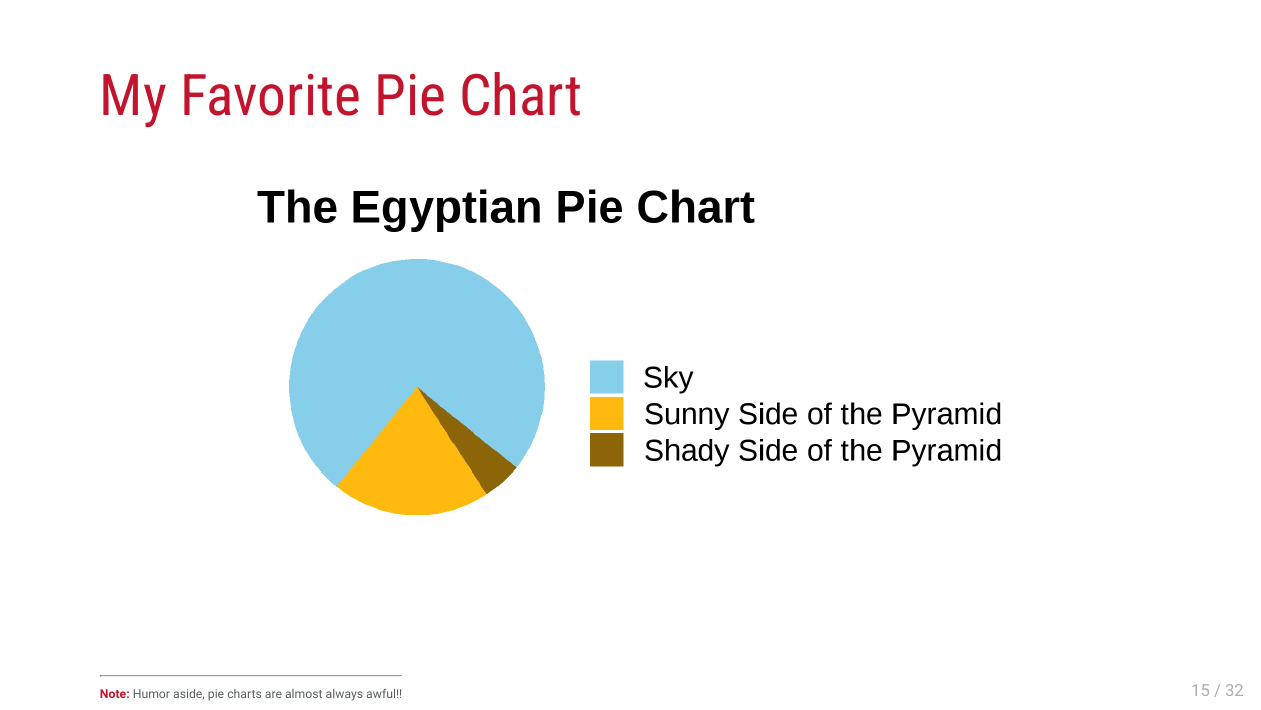 My Favorite Pie Chart
The Egyptian Pie Chart
Sky
Sunny Side of the Pyramid
Shady Side of the Pyramid
Note: Humor aside, pie charts are almost always awful!!
15 / 32